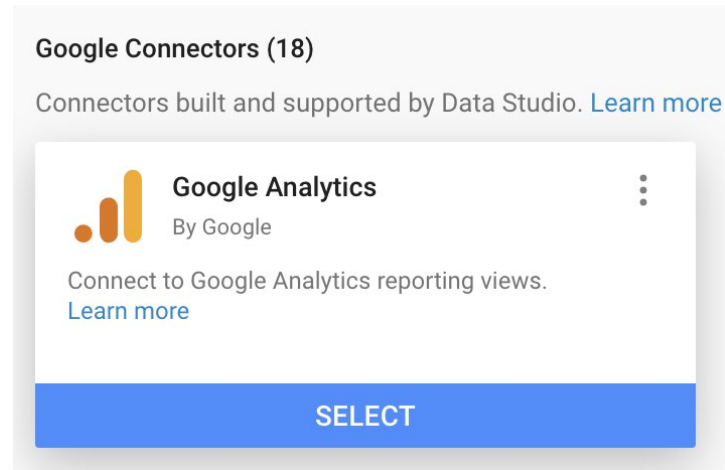 Google Connectors (18)
Connectors built and supported by Data Studio. Learn more
Google Analytics
By Google
Connect to Google Analytics reporting views.
Learn more
SELECT